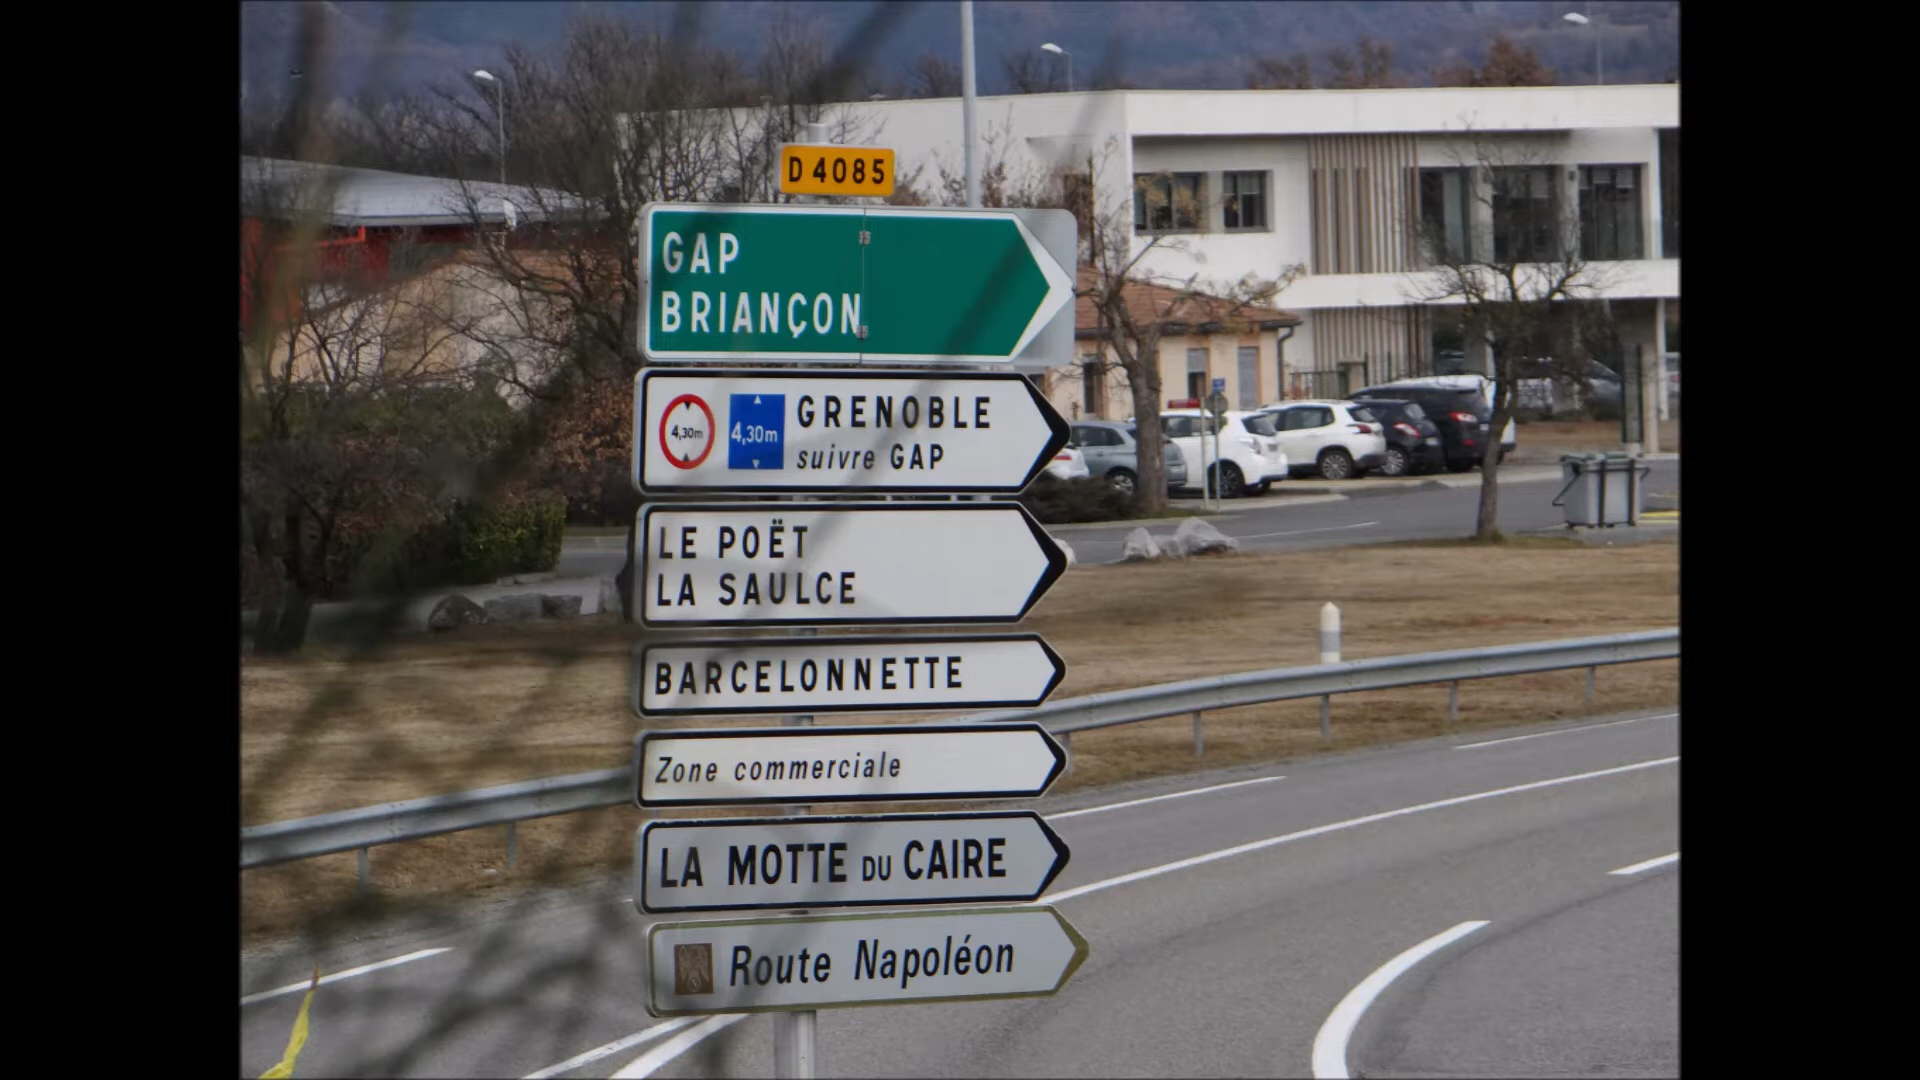 D 4085
GAP
BRIANÇON
4,30m
4,30m
GRENOBLE
suivre GAP
LE POËT
LA SAULCE
BARCELONNETTE
Zone commerciale
LA MOTTE DU CAIRE
Route Napoléon